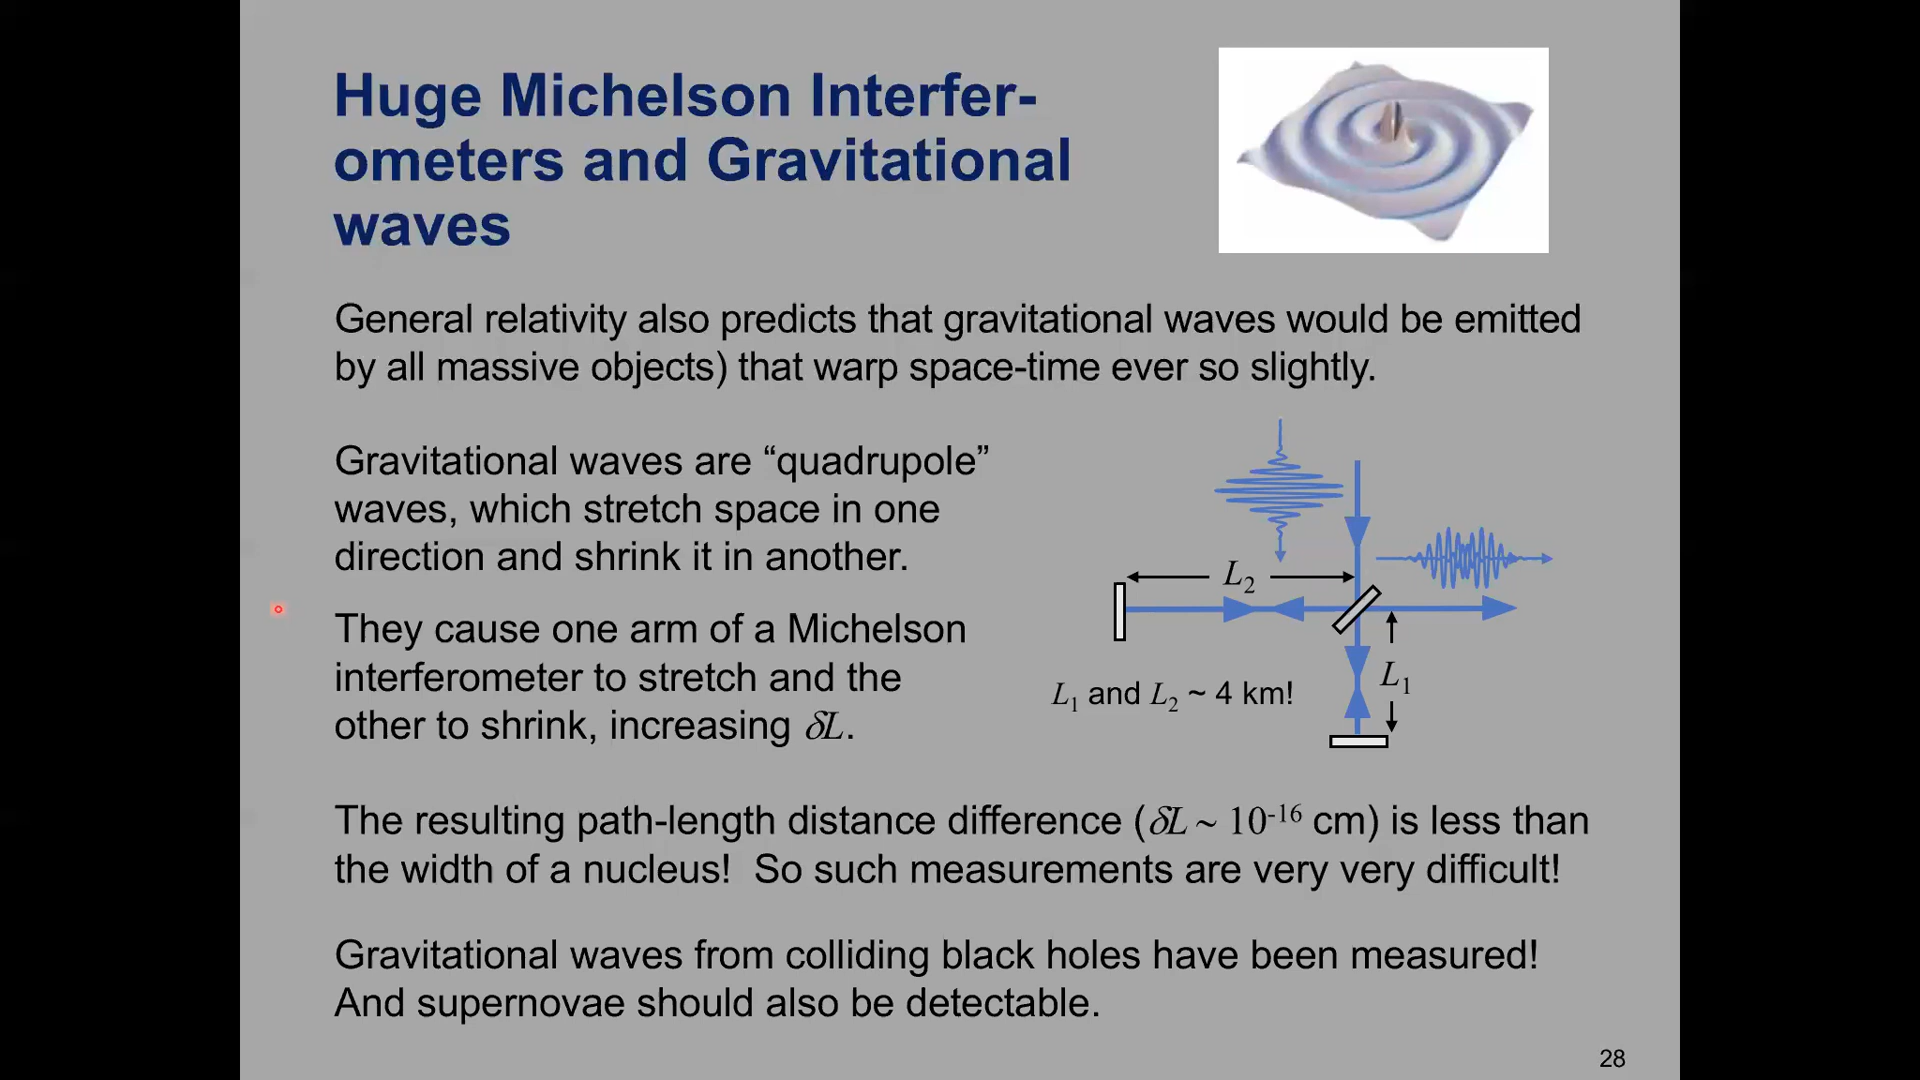 Huge Michelson Interfer-
ometers and Gravitational
waves
General relativity also predicts that gravitational waves would be emitted
by all massive objects) that warp space-time ever so slightly.
Gravitational waves are “quadrupole”
waves, which stretch space in one
direction and shrink it in another.
They cause one arm of a Michelson
interferometer to stretch and the
other to shrink, increasing δL.
L₂
L₁
L₁ and L₂ ~ 4 km!
The resulting path-length distance difference (δL ~ 10⁻¹⁶ cm) is less than
the width of a nucleus!  So such measurements are very very difficult!
Gravitational waves from colliding black holes have been measured!
And supernovae should also be detectable.
28